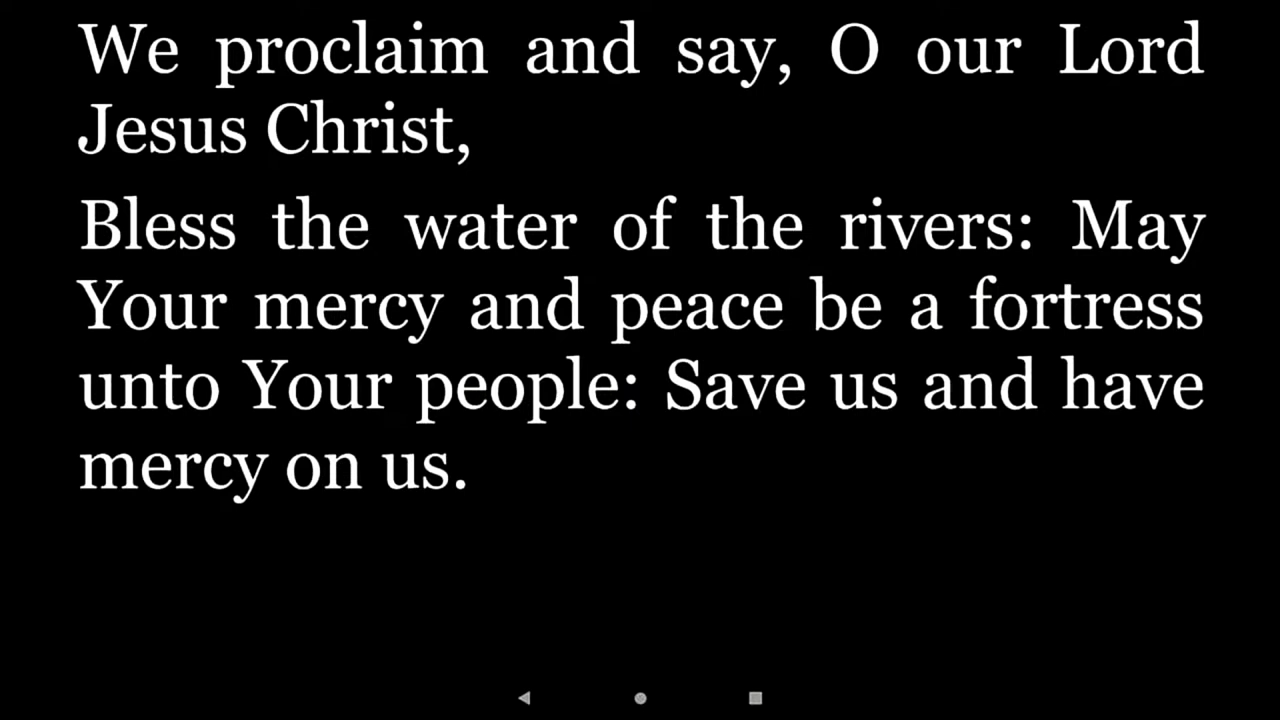 We proclaim and say, O our Lord
Jesus Christ,
Bless the water of the rivers: May
Your mercy and peace be a fortress
unto Your people: Save us and have
mercy on us.